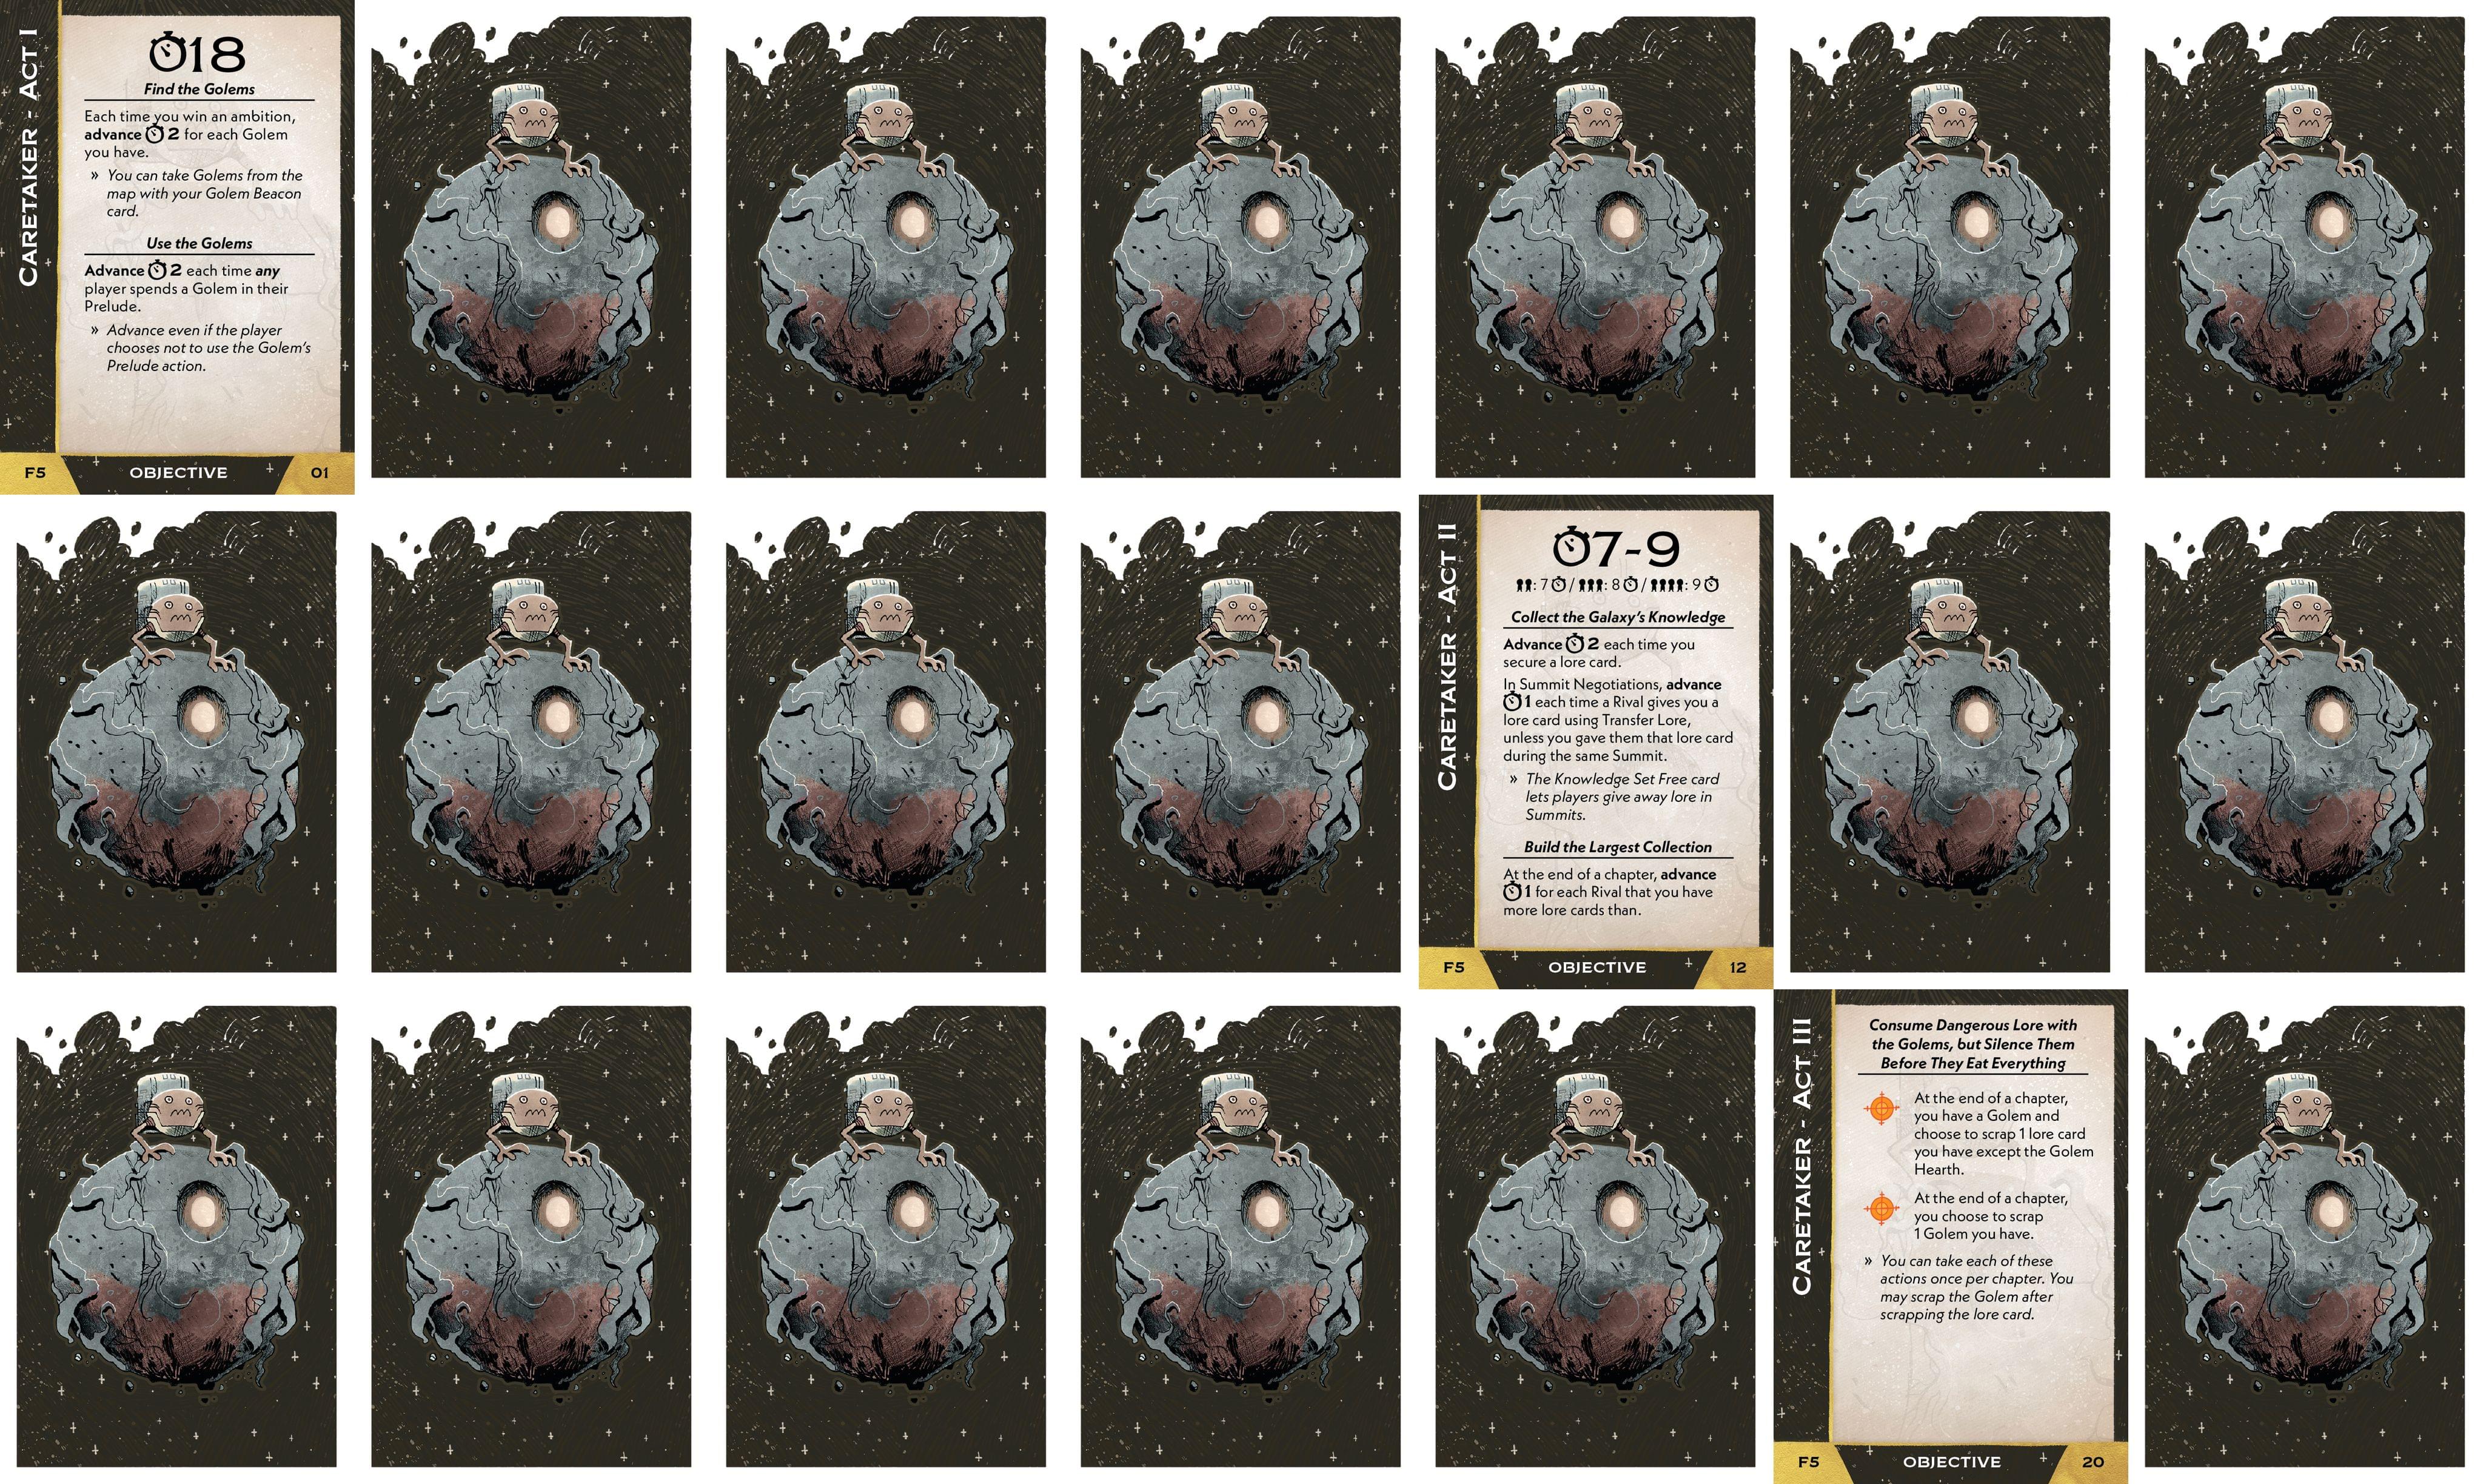 CARETAKER - ACT I
18
Find the Golems
Each time you win an ambition,
advance 2 for each Golem
you have.
» You can take Golems from the
map with your Golem Beacon
card.
Use the Golems
Advance 2 each time any
player spends a Golem in their
Prelude.
» Advance even if the player
chooses not to use the Golem's
Prelude action.
F5 OBJECTIVE 01
CARETAKER - ACT II
7-9
: 7 / : 8 / : 9
Collect the Galaxy's Knowledge
Advance 2 each time you
secure a lore card.
In Summit Negotiations, advance
1 each time a Rival gives you a
lore card using Transfer Lore,
unless you gave them that lore card
during the same Summit.
» The Knowledge Set Free card
lets players give away lore in
Summits.
Build the Largest Collection
At the end of a chapter, advance
1 for each Rival that you have
more lore cards than.
F5 OBJECTIVE 12
CARETAKER - ACT III
Consume Dangerous Lore with
the Golems, but Silence Them
Before They Eat Everything
At the end of a chapter,
you have a Golem and
choose to scrap 1 lore card
you have except the Golem
Hearth.
At the end of a chapter,
you choose to scrap
1 Golem you have.
» You can take each of these
actions once per chapter. You
may scrap the Golem after
scrapping the lore card.
F5 OBJECTIVE 20